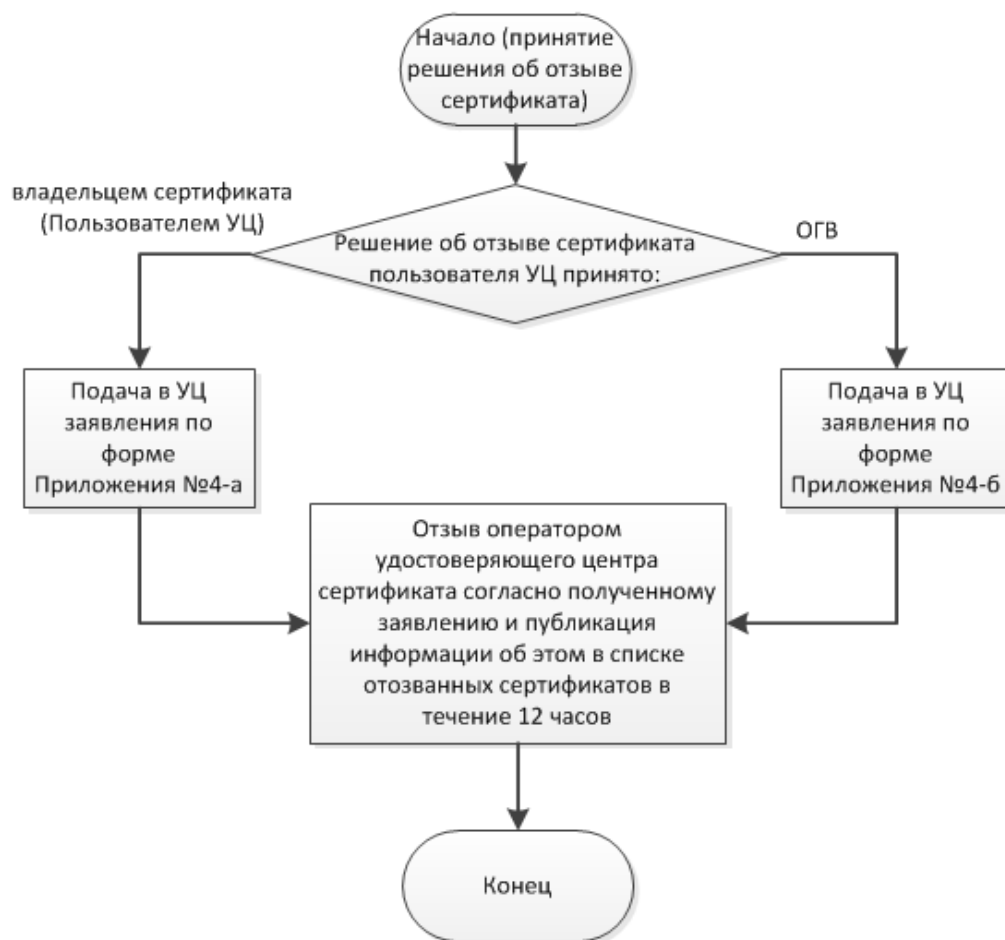 Начало (принятие
решения об отзыве
сертификата)
владельцем сертификата
(Пользователем УЦ)
Решение об отзыве сертификата
пользователя УЦ принято:
ОГВ
Подача в УЦ
заявления по
форме
Приложения №4-а
Подача в УЦ
заявления по
форме
Приложения №4-б
Отзыв оператором
удостоверяющего центра
сертификата согласно полученному
заявлению и публикация
информации об этом в списке
отозванных сертификатов в
течение 12 часов
Конец